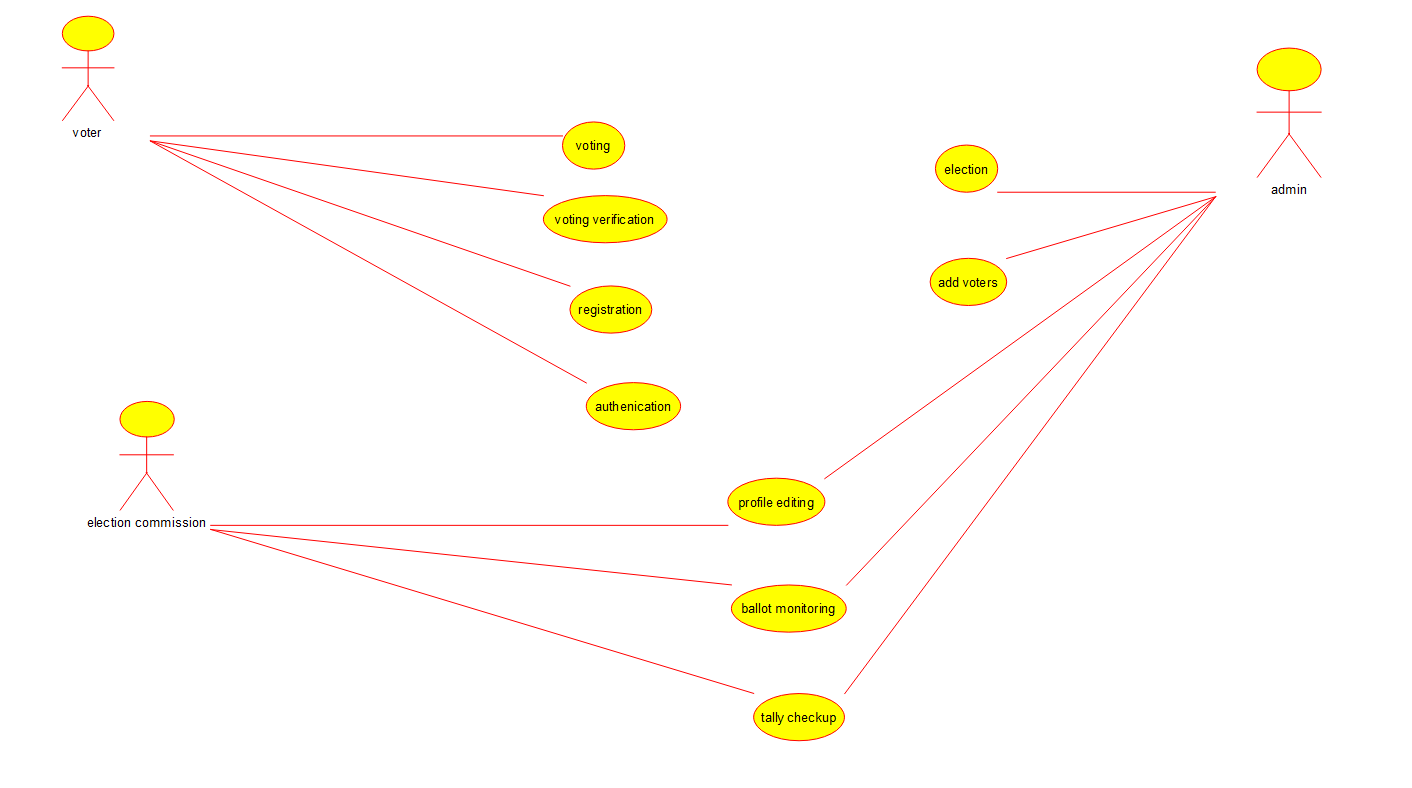 voter
voting
election
admin
voting verification
add voters
registration
authenication
profile editing
election commission
ballot monitoring
tally checkup